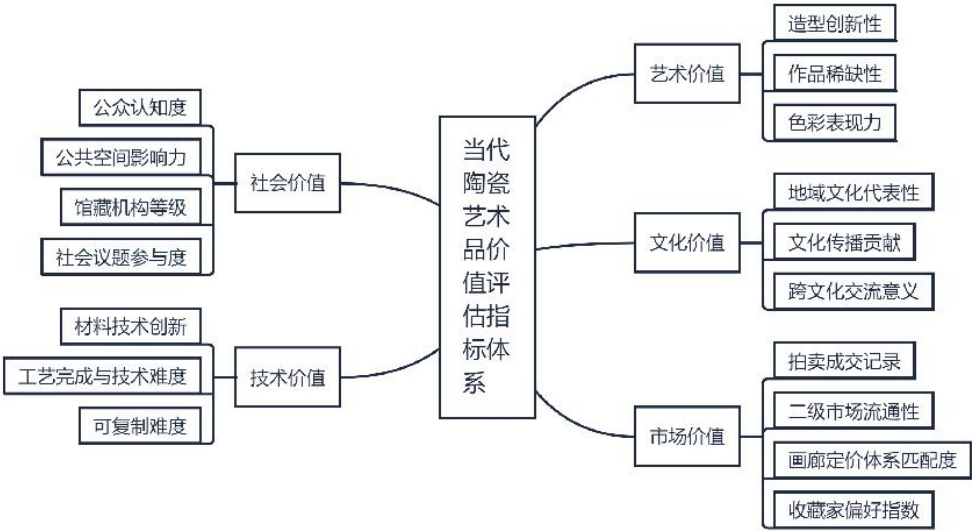 当代
陶瓷
艺术
品价
值评
估指
标体
系
艺术价值
造型创新性
作品稀缺性
色彩表现力
文化价值
地域文化代表性
文化传播贡献
跨文化交流意义
市场价值
拍卖成交记录
二级市场流通性
画廊定价体系匹配度
收藏家偏好指数
社会价值
公众认知度
公共空间影响力
馆藏机构等级
社会议题参与度
技术价值
材料技术创新
工艺完成与技术难度
可复制难度